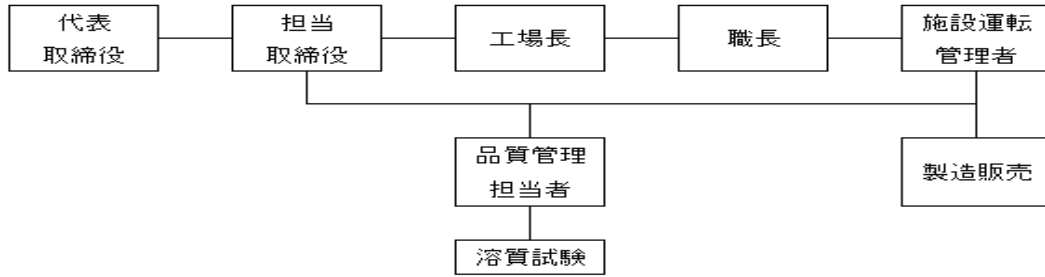 代表
取締役
担当
取締役
工場長
職長
施設運転
管理者
品質管理
担当者
製造販売
溶質試験